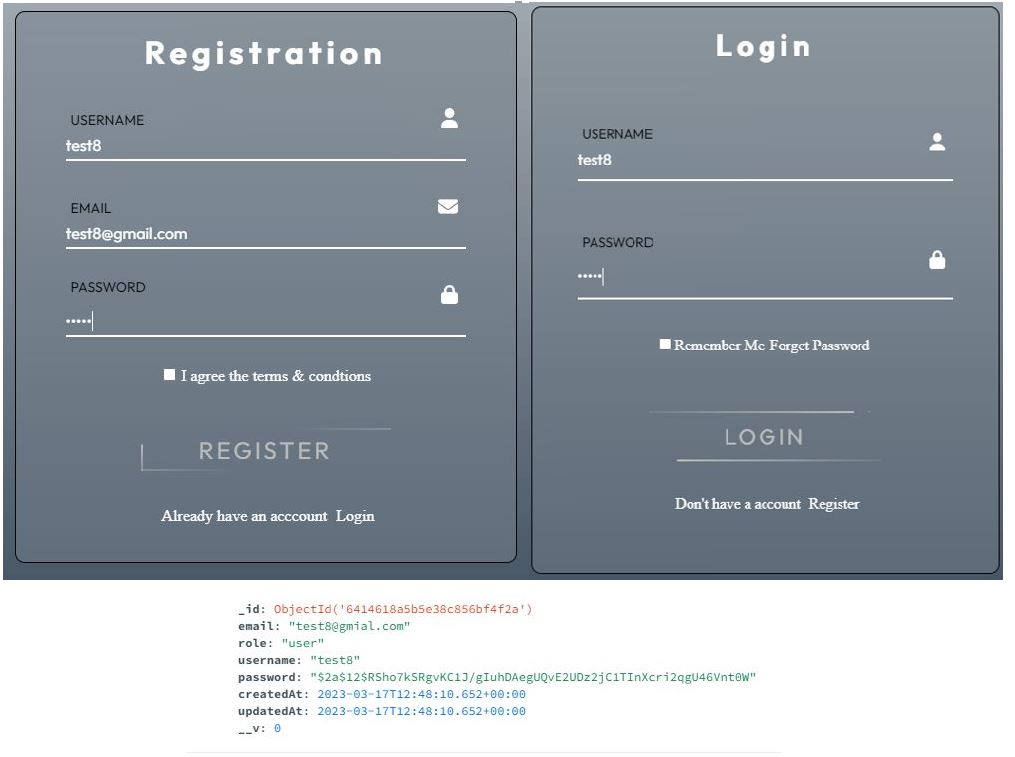 Registration
USERNAME
test8
EMAIL
test8@gmail.com
PASSWORD
•••••
I agree the terms & condtions
REGISTER
Already have an acccount Login
Login
USERNAME
test8
PASSWORD
•••••
Remember Me Forget Password
LOGIN
Don't have a account Register
_id: ObjectId('6414618a5b5e38c856bf4f2a')
email: "test8@gmial.com"
role: "user"
username: "test8"
password: "$2a$12$RSho7kSRgvKC1J/gIuhDAegUQvE2UDz2jC1TInXcri2qgU46Vnt0W"
createdAt: 2023-03-17T12:48:10.652+00:00
updatedAt: 2023-03-17T12:48:10.652+00:00
__v: 0